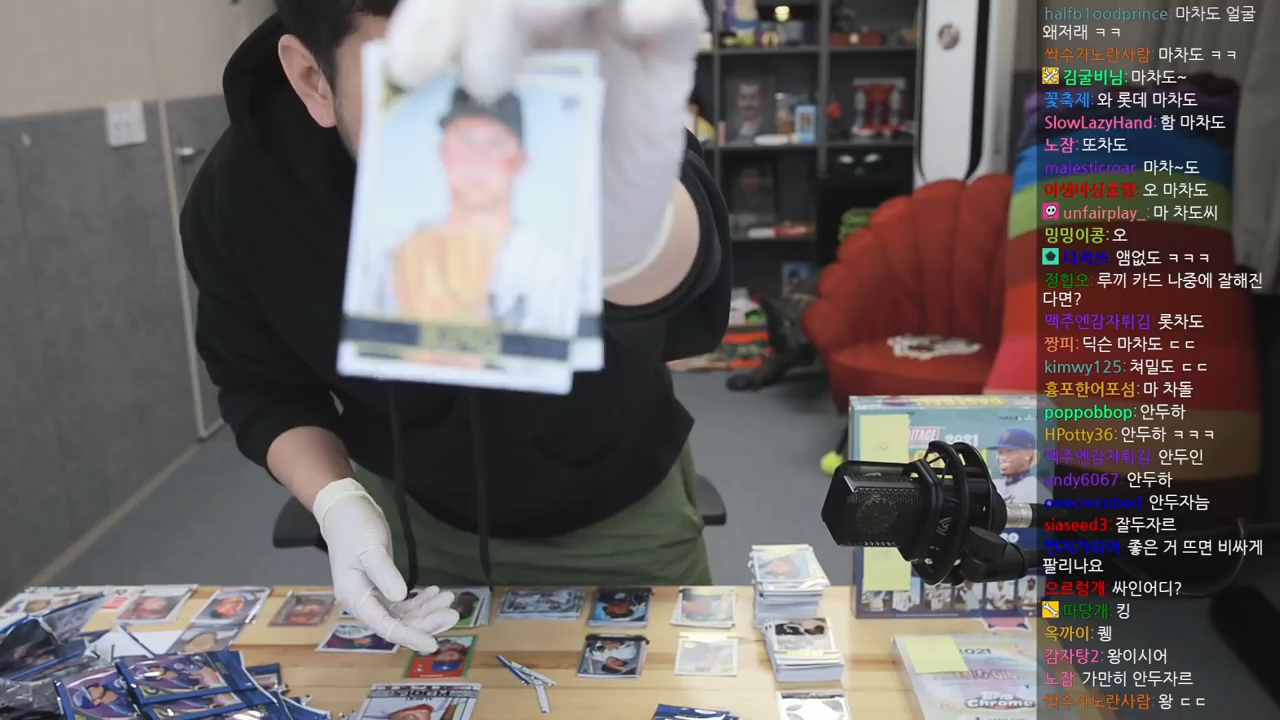 halfb1oodprince: 마차도 얼굴
왜저래 ㅋㅋ
싹수가노란사람: 마차도 ㅋㅋ
김굴비님: 마차도~
꽃축제: 와 롯데 마차도
SlowLazyHand: 함 마차도
노잠: 또차도
majesticroar: 마차~도
오 마차도
unfairplay_: 마 차도씨
밍밍이콩: 오
앰없도 ㅋㅋㅋ
정힙오: 루끼 카드 나중에 잘해진
다면?
맥주엔감자튀김: 롯차도
짱피: 딕슨 마차도 ㄷㄷ
kimwy125: 쳐밀도 ㄷㄷ
흉포한어포섬: 마 차돌
poppobbop: 안두하
HPotty36: 안두하 ㅋㅋㅋ
맥주엔감자튀김: 안두인
andy6067: 안두하
onecmcubed: 안두자늠
siaseed3: 잘두자르
좋은 거 뜨면 비싸게
팔리나요
으르렁개: 싸인어디?
따당개: 킹
옥까이: 퀭
감자탕2: 왕이시어
노잠: 가만히 안두자르
싹수가노란사람: 왕 ㄷㄷ
2021
2021
Chrome